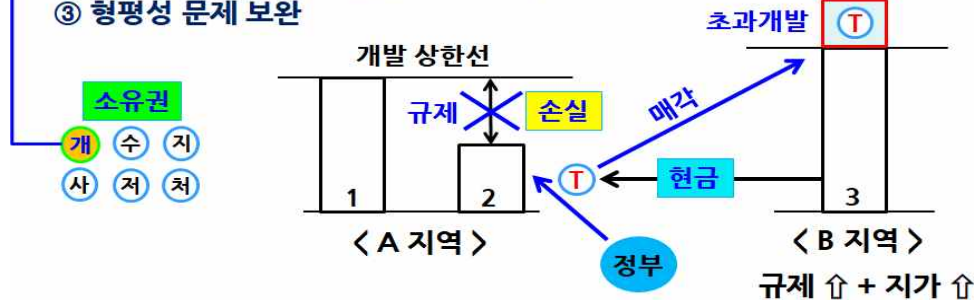 ③ 형평성 문제 보완
초과개발 T
개발 상한선
소유권
규제 손실
매각
개 수 지
사 저 처
T 현금
1 2 3
< A 지역 >
< B 지역 >
정부
규제 ⇧ + 지가 ⇧